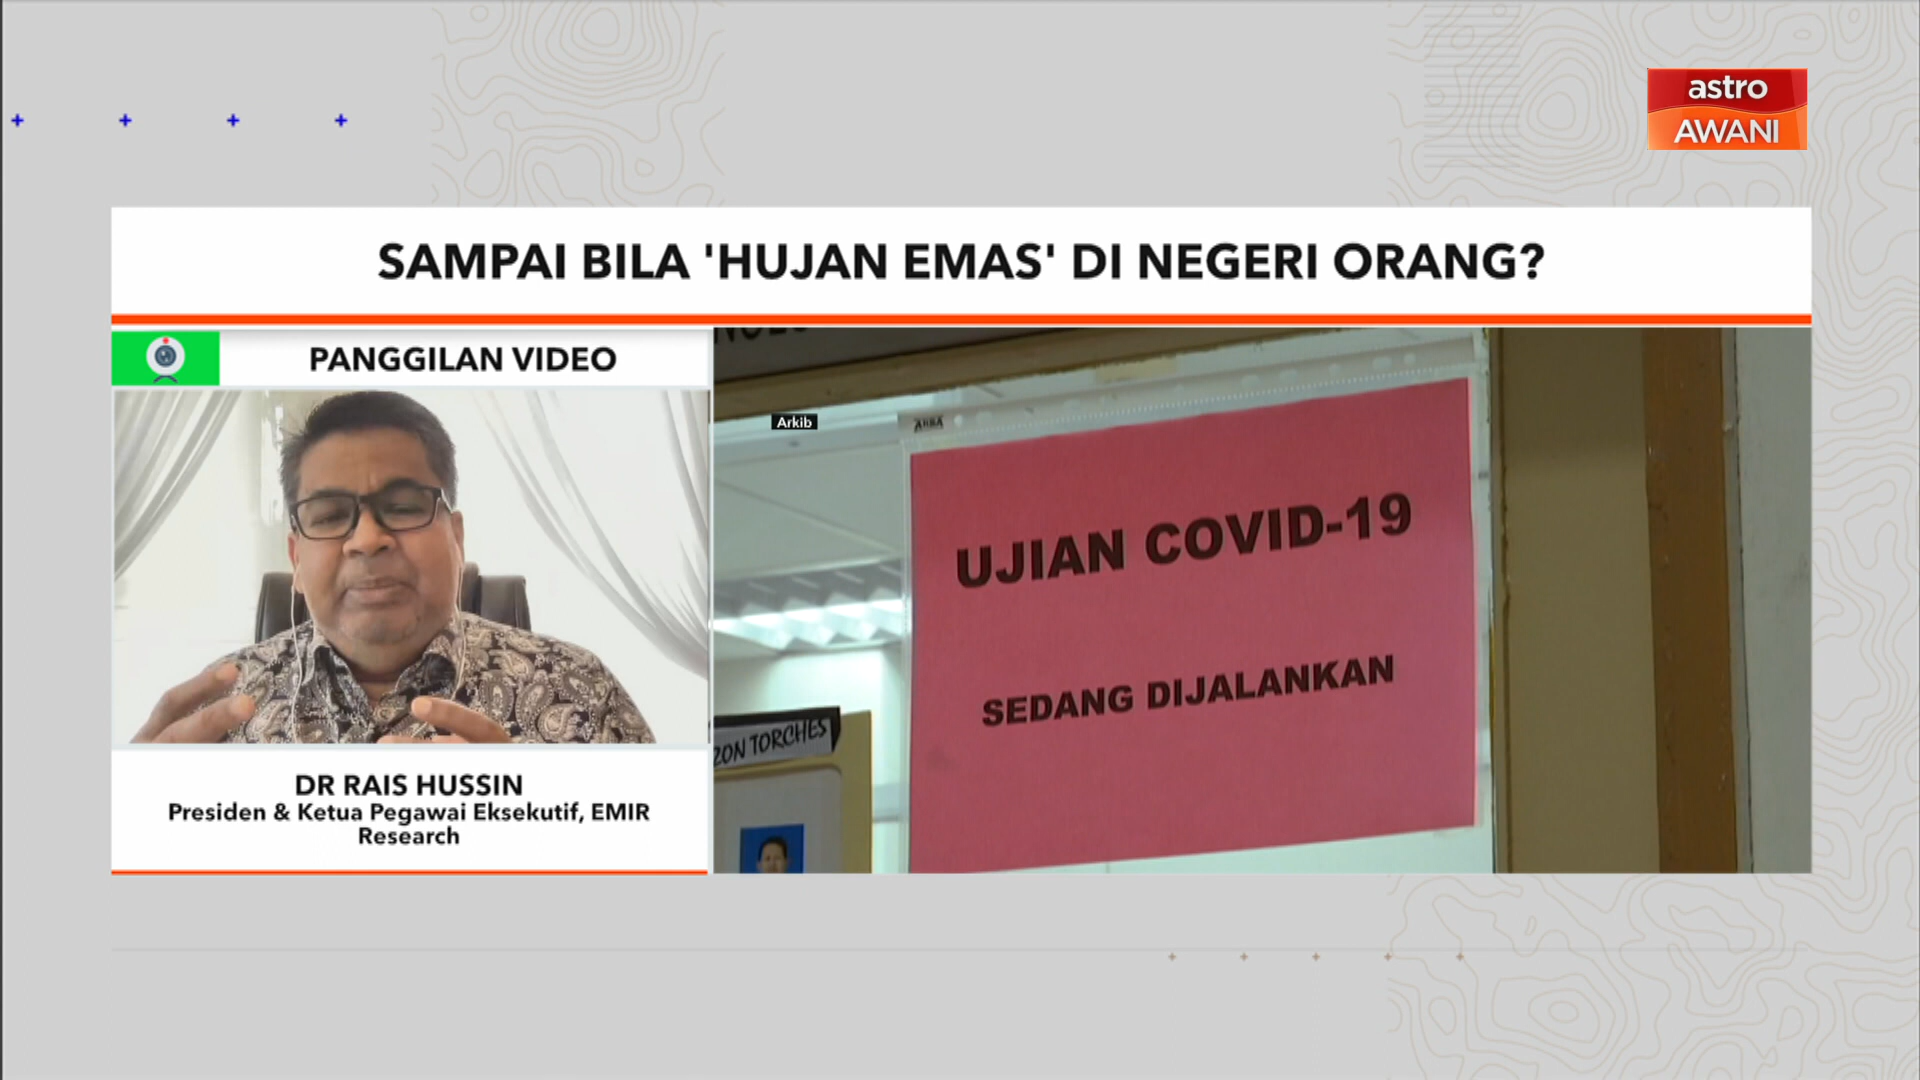 astro
AWANI
SAMPAI BILA 'HUJAN EMAS' DI NEGERI ORANG?
PANGGILAN VIDEO
Arkib
ABBA
UJIAN COVID-19
SEDANG DIJALANKAN
ZON TORCHES
DR RAIS HUSSIN
Presiden & Ketua Pegawai Eksekutif, EMIR
Research